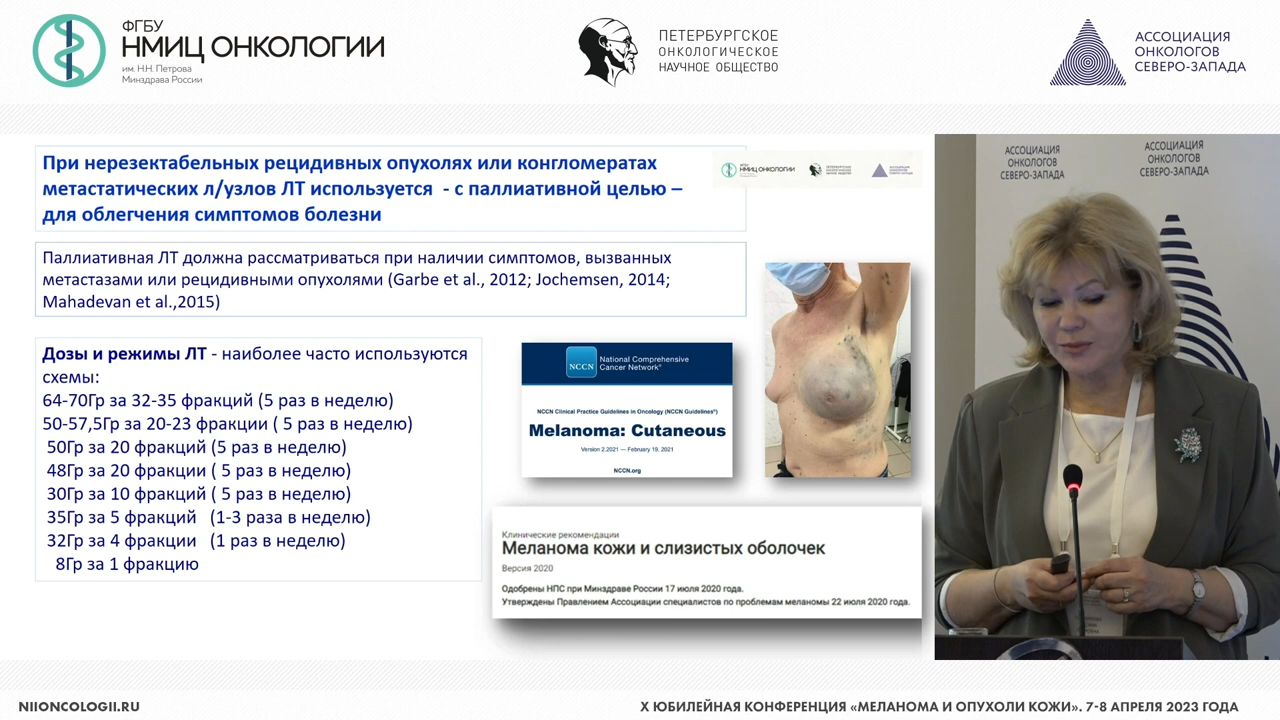 ФГБУ
НМИЦ ОНКОЛОГИИ
им. Н.Н. Петрова
Минздрава России
ПЕТЕРБУРГСКОЕ
ОНКОЛОГИЧЕСКОЕ
НАУЧНОЕ ОБЩЕСТВО
АССОЦИАЦИЯ
ОНКОЛОГОВ
СЕВЕРО-ЗАПАДА
При нерезектабельных рецидивных опухолях или конгломератах
метастатических л/узлов ЛТ используется - с паллиативной целью –
для облегчения симптомов болезни
НМИЦ ОНКОЛОГИИ
Паллиативная ЛТ должна рассматриваться при наличии симптомов, вызванных
метастазами или рецидивными опухолями (Garbe et al., 2012; Jochemsen, 2014;
Mahadevan et al.,2015)
Дозы и режимы ЛТ - наиболее часто используются
схемы:
64-70Гр за 32-35 фракций (5 раз в неделю)
50-57,5Гр за 20-23 фракции ( 5 раз в неделю)
50Гр за 20 фракций (5 раз в неделю)
48Гр за 20 фракции ( 5 раз в неделю)
30Гр за 10 фракций ( 5 раз в неделю)
35Гр за 5 фракций (1-3 раза в неделю)
32Гр за 4 фракции (1 раз в неделю)
8Гр за 1 фракцию
NCCN
National Comprehensive
Cancer Network®
NCCN Clinical Practice Guidelines in Oncology (NCCN Guidelines®)
Melanoma: Cutaneous
Version 2.2021 — February 19, 2021
NCCN.org
Клинические рекомендации
Меланома кожи и слизистых оболочек
Версия 2020
Одобрены НПС при Минздраве России 17 июля 2020 года.
Утверждены Правлением Ассоциации специалистов по проблемам меланомы 22 июля 2020 года.
АССОЦИАЦИЯ
ОНКОЛОГОВ
СЕВЕРО-ЗАПАДА
АССОЦИАЦИЯ
ОНКОЛОГОВ
СЕВЕРО-ЗАПАДА
NIIONCOLOGII.RU
X ЮБИЛЕЙНАЯ КОНФЕРЕНЦИЯ «МЕЛАНОМА И ОПУХОЛИ КОЖИ». 7-8 АПРЕЛЯ 2023 ГОДА